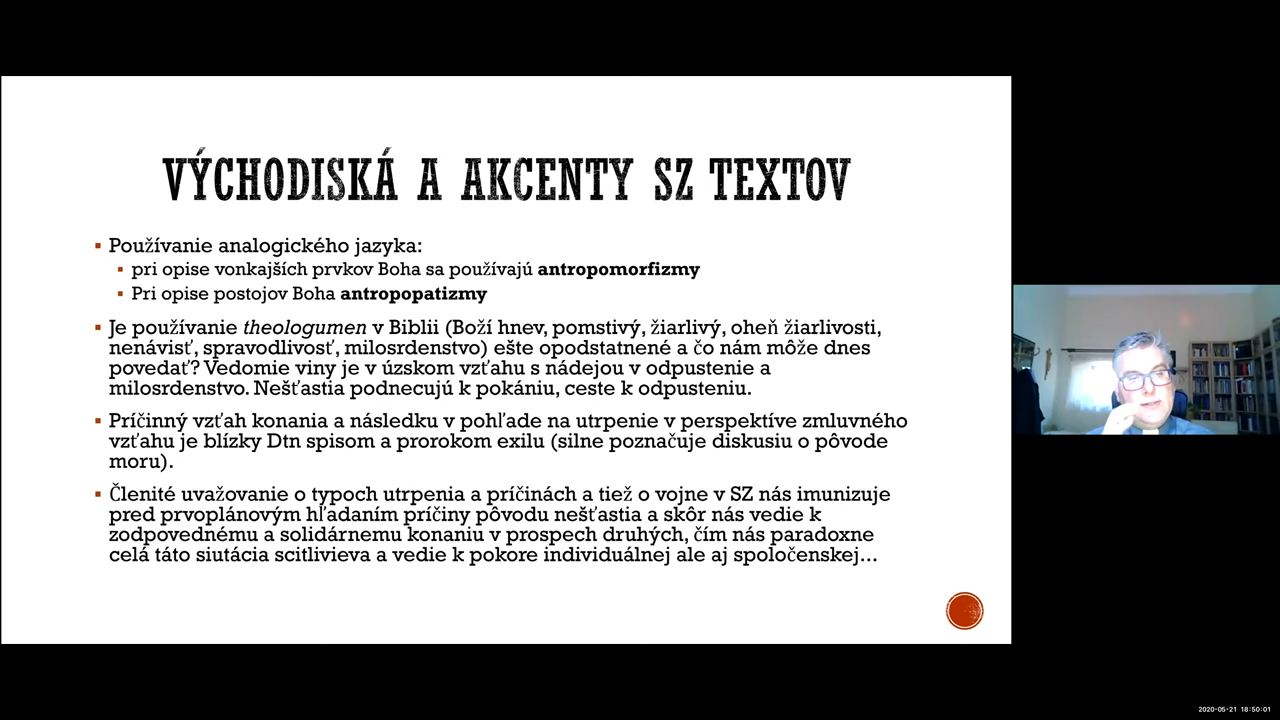 VÝCHODISKÁ A AKCENTY SZ TEXTOV
Používanie analogického jazyka:
pri opise vonkajších prvkov Boha sa používajú antropomorfizmy
Pri opise postojov Boha antropopatizmy
Je používanie theologumen v Biblii (Boží hnev, pomstivý, žiarlivý, oheň žiarlivosti,
nenávisť, spravodlivosť, milosrdenstvo) ešte opodstatnené a čo nám môže dnes
povedať? Vedomie viny je v úzskom vzťahu s nádejou v odpustenie a
milosrdenstvo. Nešťastia podnecujú k pokániu, ceste k odpusteniu.
Príčinný vzťah konania a následku v pohľade na utrpenie v perspektíve zmluvného
vzťahu je blízky Dtn spisom a prorokom exilu (silne poznačuje diskusiu o pôvode
moru).
Členité uvažovanie o typoch utrpenia a príčinách a tiež o vojne v SZ nás imunizuje
pred prvoplánovým hľadaním príčiny pôvodu nešťastia a skôr nás vedie k
zodpovednému a solidárnemu konaniu v prospech druhých, čím nás paradoxne
celá táto siutácia scitlivieva a vedie k pokore individuálnej ale aj spoločenskej...
2020-05-21 18:50:01